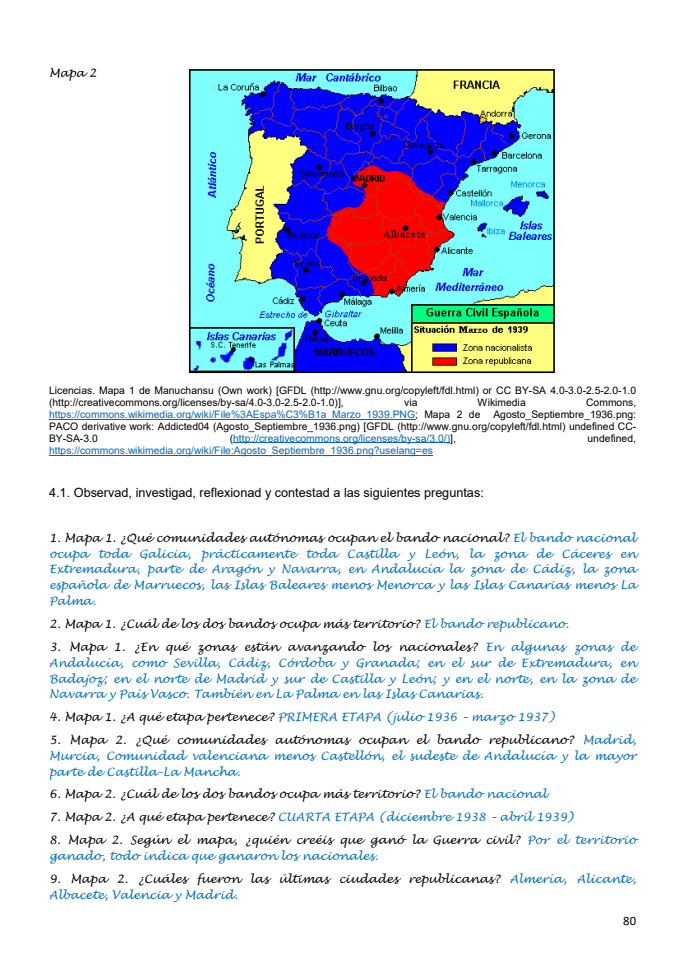 Mapa 2
Mar Cantábrico
FRANCIA
La Coruña
Bilbao
Andorra
Burgos
Gerona
Zaragoza
Barcelona
Tarragona
Salamanca
MADRID
Atlántico
Menorca
Castellón
Mallorca
PORTUGAL
Valencia
Islas
Baleares
Ibiza
Badajoz
Albacete
Alicante
Sevilla
Océano
Mar
Mediterráneo
Granada
Almería
Cádiz
Málaga
Estrecho de Gibraltar
Guerra Civil Española
Ceuta
Situación Marzo de 1939
Islas Canarias
S.C. Tenerife
Melilla
Zona nacionalista
MARRUECOS
Las Palmas
Zona republicana
Licencias. Mapa 1 de Manuchansu (Own work) [GFDL (http://www.gnu.org/copyleft/fdl.html) or CC BY-SA 4.0-3.0-2.5-2.0-1.0
(http://creativecommons.org/licenses/by-sa/4.0-3.0-2.5-2.0-1.0)], via Wikimedia Commons,
https://commons.wikimedia.org/wiki/File%3AEspa%C3%B1a_Marzo_1939.PNG; Mapa 2 de Agosto_Septiembre_1936.png:
PACO derivative work: Addicted04 (Agosto_Septiembre_1936.png) [GFDL (http://www.gnu.org/copyleft/fdl.html) undefined CC-
BY-SA-3.0 (http://creativecommons.org/licenses/by-sa/3.0/)], undefined,
https://commons.wikimedia.org/wiki/File:Agosto_Septiembre_1936.png?uselang=es
4.1. Observad, investigad, reflexionad y contestad a las siguientes preguntas:
1. Mapa 1. ¿Qué comunidades autónomas ocupan el bando nacional? El bando nacional
ocupa toda Galicia, prácticamente toda Castilla y León, la zona de Cáceres en
Extremadura, parte de Aragón y Navarra, en Andalucía la zona de Cádiz, la zona
española de Marruecos, las Islas Baleares menos Menorca y las Islas Canarias menos La
Palma.
2. Mapa 1. ¿Cuál de los dos bandos ocupa más territorio? El bando republicano.
3. Mapa 1. ¿En qué zonas están avanzando los nacionales? En algunas zonas de
Andalucía, como Sevilla, Cádiz, Córdoba y Granada; en el sur de Extremadura, en
Badajoz; en el norte de Madrid y sur de Castilla y León; y en el norte, en la zona de
Navarra y País Vasco. También en La Palma en las Islas Canarias.
4. Mapa 1. ¿A qué etapa pertenece? PRIMERA ETAPA (julio 1936 – marzo 1937)
5. Mapa 2. ¿Qué comunidades autónomas ocupan el bando republicano? Madrid,
Murcia, Comunidad valenciana menos Castellón, el sudeste de Andalucía y la mayor
parte de Castilla-La Mancha.
6. Mapa 2. ¿Cuál de los dos bandos ocupa más territorio? El bando nacional
7. Mapa 2. ¿A qué etapa pertenece? CUARTA ETAPA (diciembre 1938 – abril 1939)
8. Mapa 2. Según el mapa, ¿quién creéis que ganó la Guerra civil? Por el territorio
ganado, todo indica que ganaron los nacionales.
9. Mapa 2. ¿Cuáles fueron las últimas ciudades republicanas? Almería, Alicante,
Albacete, Valencia y Madrid.
80